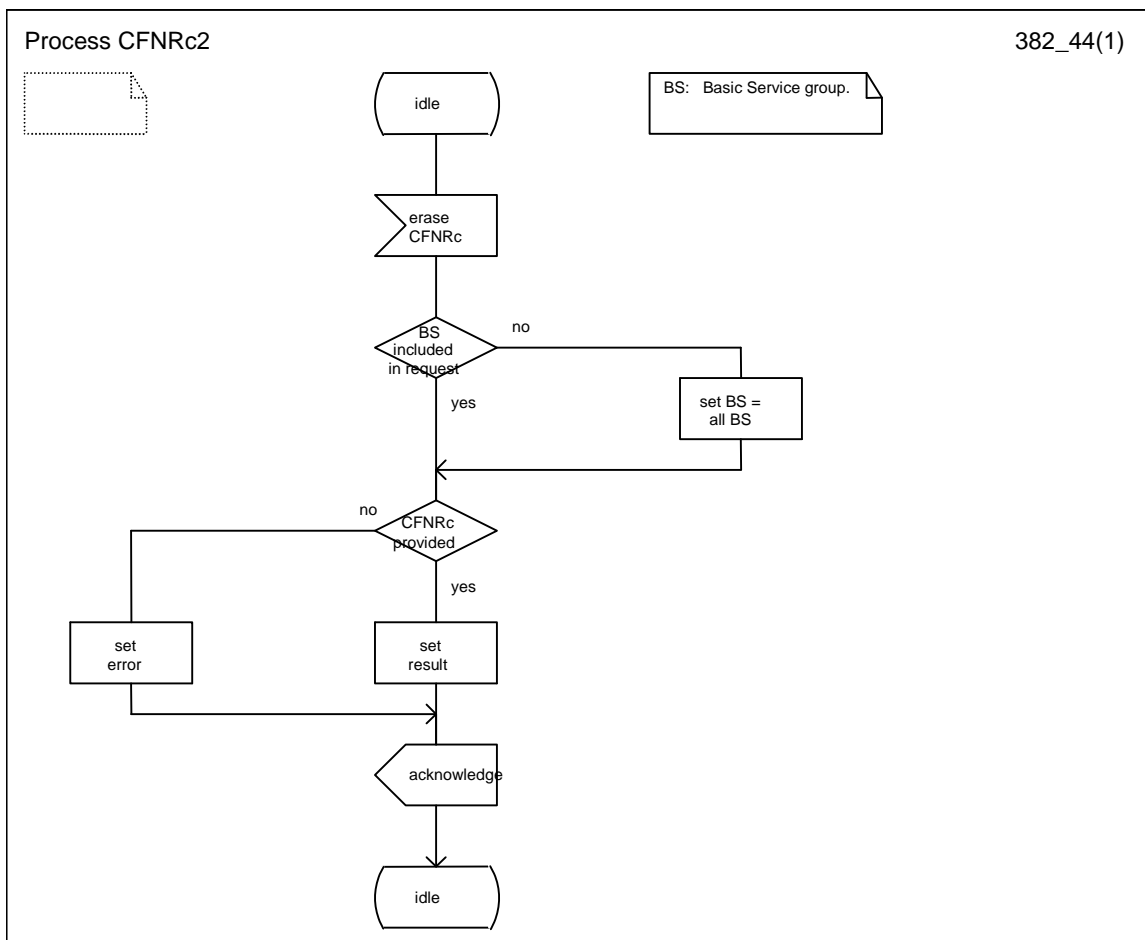 Process CFNRc2
382_44(1)
idle
BS: Basic Service group.
erase
CFNRc
BS
included
in request
no
yes
set BS =
all BS
no
CFNRc
provided
yes
set
error
set
result
acknowledge
idle